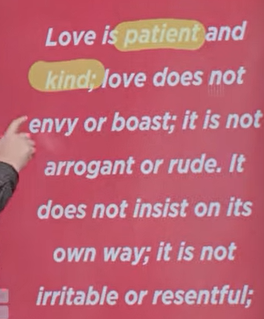 Love is patient and
kind; love does not
envy or boast; it is not
arrogant or rude. It
does not insist on its
own way; it is not
irritable or resentful;